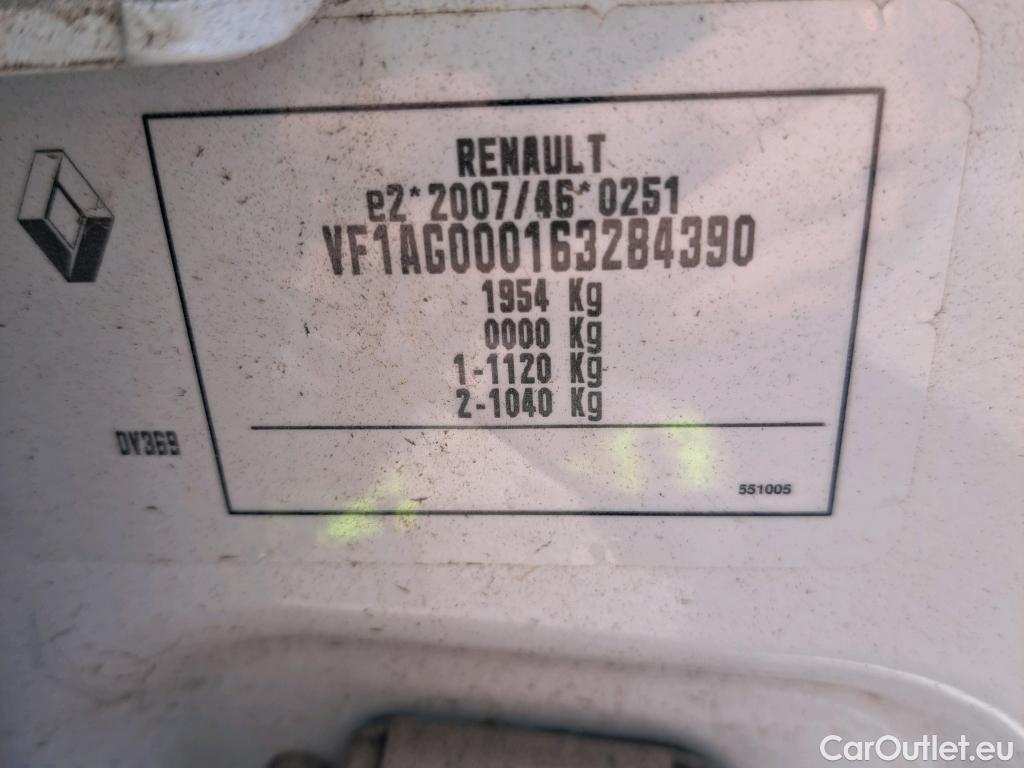 RENAULT
e2*2007/46*0251
VF1AG000163284390
1954 Kg
0000 Kg
1-1120 Kg
2-1040 Kg
DV369
551005
CarOutlet.eu